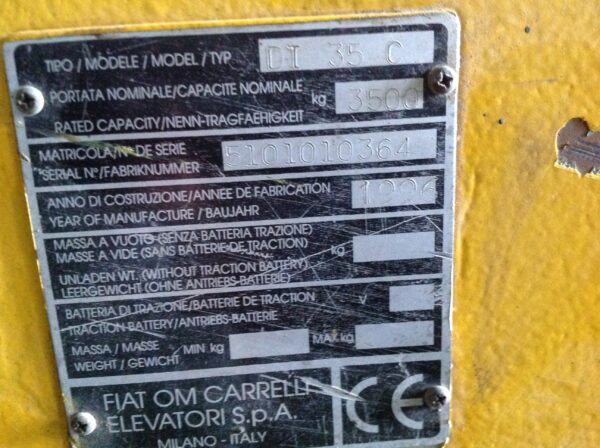 TIPO / MODELE / MODEL / TYP DI 35 C
PORTATA NOMINALE/CAPACITE NOMINALE
kg 3500
RATED CAPACITY/NENN-TRAGFAEHIGKEIT
MATRICOLA/N° DE SERIE 5101010364
SERIAL N°/FABRIKNUMMER
ANNO DI COSTRUZIONE/ANNEE DE FABRICATION 1996
YEAR OF MANUFACTURE / BAUJAHR
MASSA A VUOTO (SENZA BATTERIA TRAZIONE)
MASSE A VIDE (SANS BATTERIE DE TRACTION) kg
UNLADEN WT. (WITHOUT TRACTION BATTERY)
LEERGEWICHT (OHNE ANTRIEBS-BATTERIE)
BATTERIA DI TRAZIONE/BATTERIE DE TRACTION V
TRACTION BATTERY/ANTRIEBS-BATTERIE
MASSA / MASSE MIN kg MAX kg
WEIGHT / GEWICHT
FIAT OM CARRELLI
ELEVATORI S.p.A.
MILANO - ITALY
CE